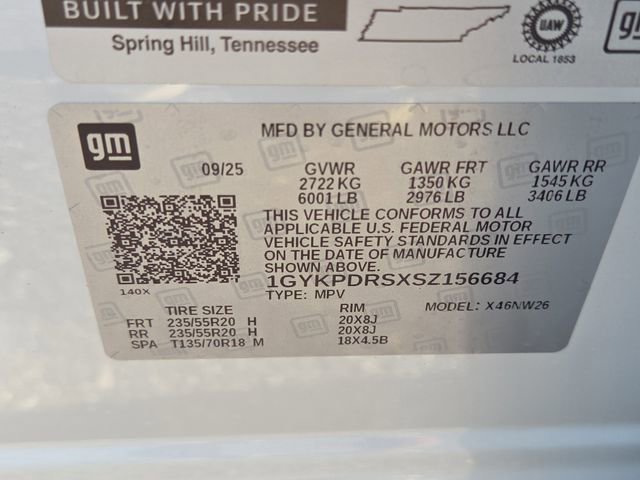 BUILT WITH PRIDE
Spring Hill, Tennessee
UAW
LOCAL 1853
gm
gm
MFD BY GENERAL MOTORS LLC
09/25 GVWR GAWR FRT GAWR RR
2722 KG 1350 KG 1545 KG
6001 LB 2976 LB 3406 LB
THIS VEHICLE CONFORMS TO ALL
APPLICABLE U.S. FEDERAL MOTOR
VEHICLE SAFETY STANDARDS IN EFFECT
ON THE DATE OF MANUFACTURE
SHOWN ABOVE.
1GYKPDRSXSZ156684
140X
TYPE: MPV MODEL: X46NW26
TIRE SIZE RIM
FRT 235/55R20 H 20X8J
RR 235/55R20 H 20X8J
SPA T135/70R18 M 18X4.5B